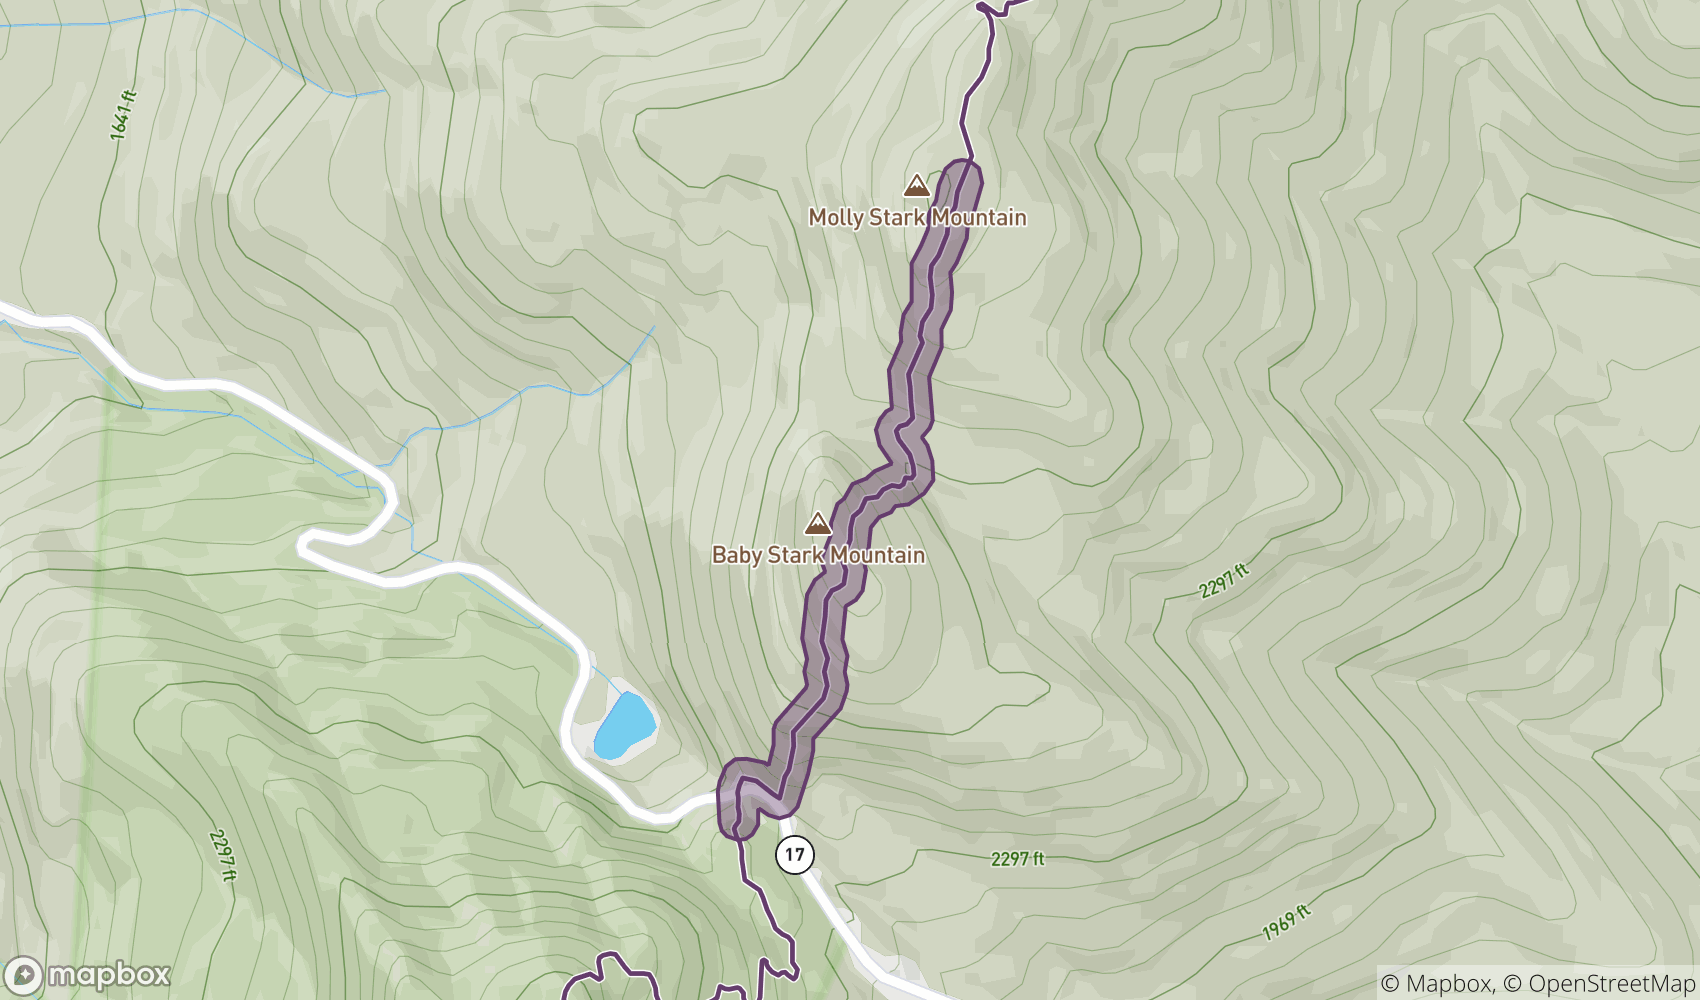 1641 ft
Molly Stark Mountain
Baby Stark Mountain
2297 ft
2297 ft
17
2297 ft
1969 ft
mapbox
© Mapbox, © OpenStreetMap